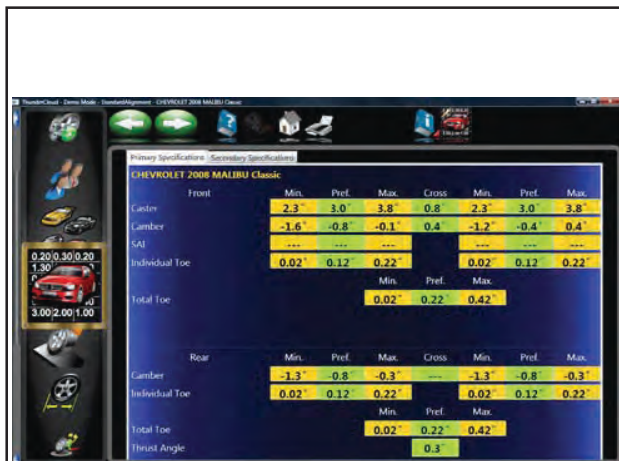 ThunderCloud - Demo Mode - StandardAlignment - CHEVROLET 2008 MALIBU Classic
Primary Specifications Secondary Specifications
CHEVROLET 2008 MALIBU Classic
Front Min. Pref. Max. Cross Min. Pref. Max.
Caster 2.3° 3.0° 3.8° 0.8° 2.3° 3.0° 3.8°
Camber -1.6° -0.8° -0.1° 0.4° -1.2° -0.4° 0.4°
SAI --- --- --- --- --- ---
Individual Toe 0.02° 0.12° 0.22° 0.02° 0.12° 0.22°
Min. Pref. Max.
Total Toe 0.02° 0.22° 0.42°
Rear Min. Pref. Max. Cross Min. Pref. Max.
Camber -1.3° -0.8° -0.3° --- -1.3° -0.8° -0.3°
Individual Toe 0.02° 0.12° 0.22° 0.02° 0.12° 0.22°
Min. Pref. Max.
Total Toe 0.02° 0.22° 0.42°
Thrust Angle 0.3°
0.20 0.30 0.20
1.30
3.00 2.00 1.00